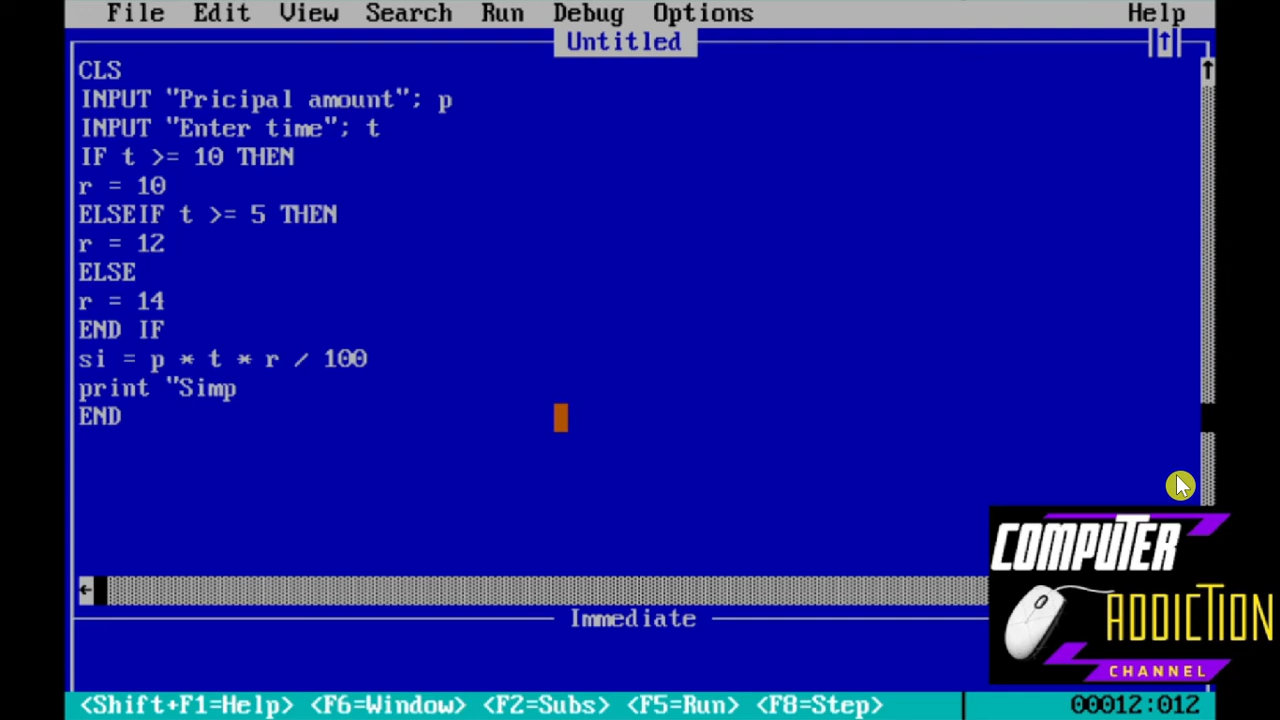 File Edit View Search Run Debug Options Help
Untitled
CLS
INPUT "Pricipal amount"; p
INPUT "Enter time"; t
IF t >= 10 THEN
r = 10
ELSEIF t >= 5 THEN
r = 12
ELSE
r = 14
END IF
si = p * t * r / 100
print "Simp
END
Immediate
<Shift+F1=Help> <F6=Window> <F2=Subs> <F5=Run> <F8=Step> 00012:012
COMPUTER
ADDICTION
CHANNEL